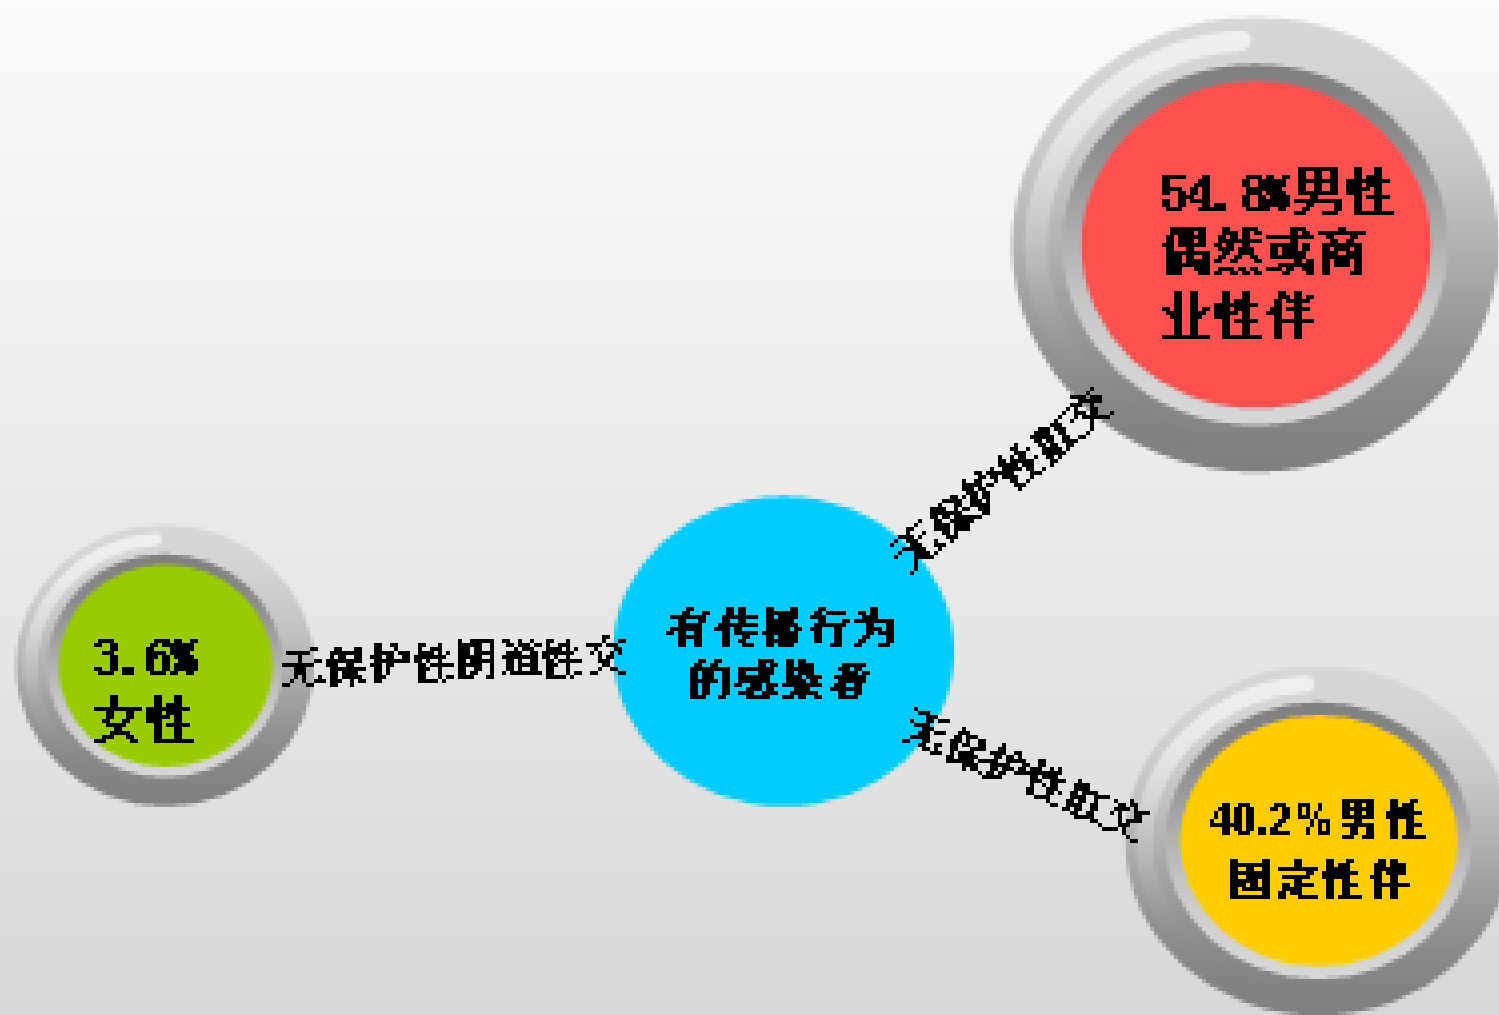 54.8%男性
偶然或商
业性伴
无保护性肛交
有传播行为
的感染者
无保护性阴道性交
3.6%
女性
无保护性肛交
40.2%男性
固定性伴